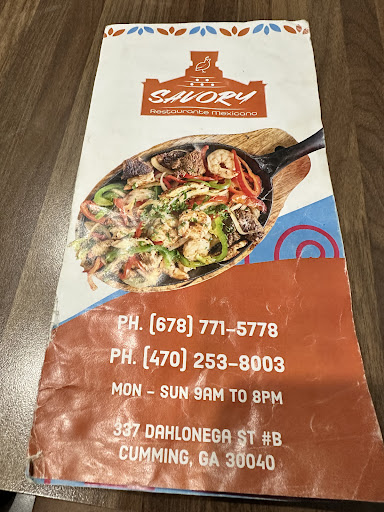 SAVORY
Restaurante Mexicano
PH. (678) 771-5778
PH. (470) 253-8003
MON - SUN 9AM TO 8PM
337 DAHLONEGA ST #B
CUMMING, GA 30040